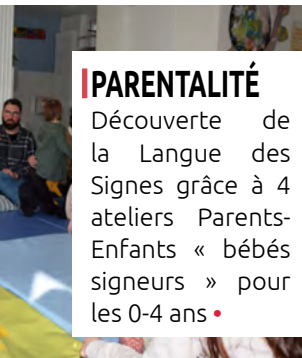 PARENTALITÉ
Découverte de
la Langue des
Signes grâce à 4
ateliers Parents-
Enfants « bébés
signeurs » pour
les 0-4 ans •